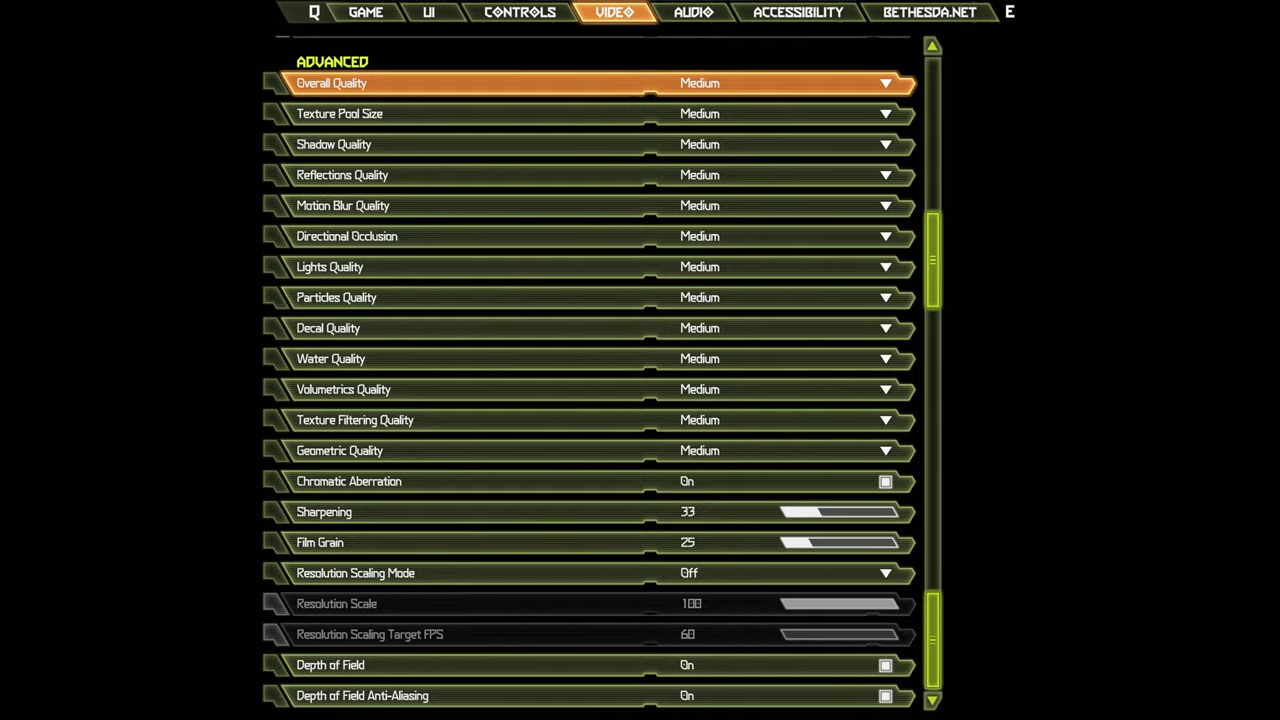 Q GAME UI CONTROLS VIDEO AUDIO ACCESSIBILITY BETHESDA.NET E
ADVANCED
Overall Quality Medium
Texture Pool Size Medium
Shadow Quality Medium
Reflections Quality Medium
Motion Blur Quality Medium
Directional Occlusion Medium
Lights Quality Medium
Particles Quality Medium
Decal Quality Medium
Water Quality Medium
Volumetrics Quality Medium
Texture Filtering Quality Medium
Geometric Quality Medium
Chromatic Aberration On
Sharpening 33
Film Grain 25
Resolution Scaling Mode Off
Resolution Scale 100
Resolution Scaling Target FPS 60
Depth of Field On
Depth of Field Anti-Aliasing On